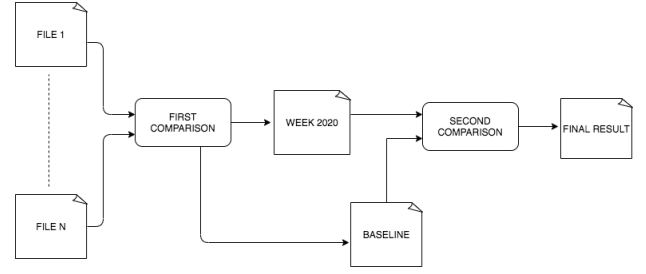 FILE 1
FIRST
COMPARISON
WEEK 2020
SECOND
COMPARISON
FINAL RESULT
FILE N
BASELINE